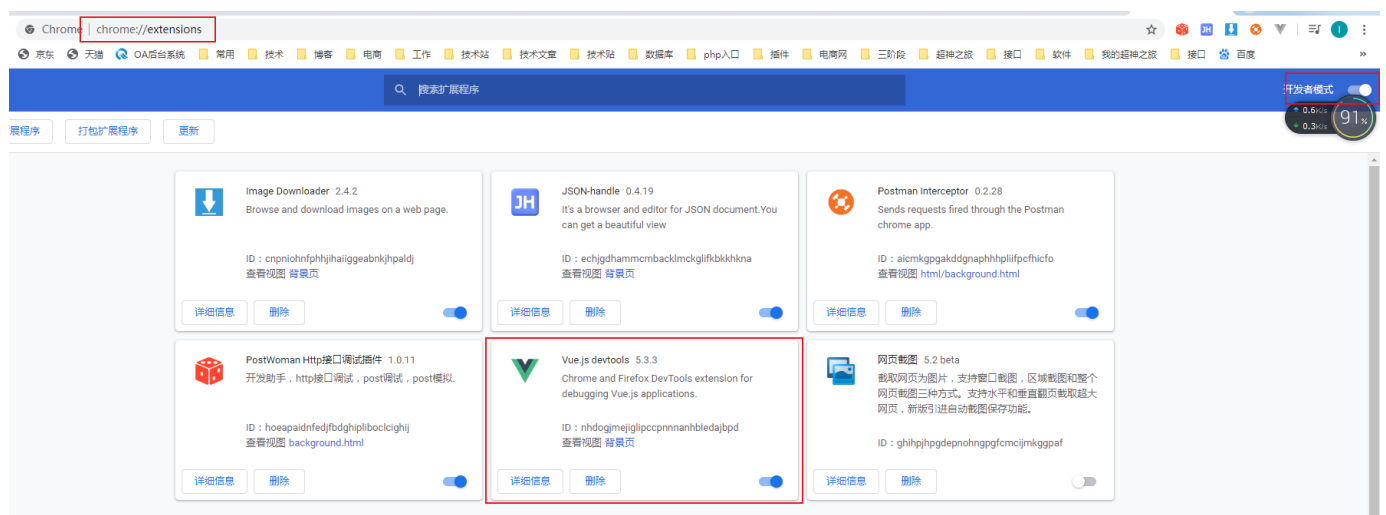 Chrome | chrome://extensions
京东 天猫 OA后台系统 常用 技术 博客 电商 工作 技术站 技术文章 技术贴 数据库 php入口 插件 电商网 三阶段 超神之旅 接口 软件 我的超神之旅 接口 百度 »
搜索扩展程序
开发者模式
0.6K/s
0.3K/s
91%
展程序 打包扩展程序 更新
Image Downloader 2.4.2
Browse and download images on a web page.
ID：cnpniohnfphhjihaiiggeabnkjhpaldj
查看视图 背景页
详细信息 删除
JH
JSON-handle 0.4.19
It's a browser and editor for JSON document.You
can get a beautiful view
ID：echjgdhammcmbacklmckglifkbkkhkna
查看视图 背景页
详细信息 删除
Postman Interceptor 0.2.28
Sends requests fired through the Postman
chrome app.
ID：aicmkgpgakddgnaphhhpliifpcfhicfo
查看视图 html/background.html
详细信息 删除
PostWoman Http接口调试插件 1.0.11
开发助手，http接口调试，post调试，post模拟.
ID：hoeapaidnfedjfbdghipliboclcighij
查看视图 background.html
详细信息 删除
Vue.js devtools 5.3.3
Chrome and Firefox DevTools extension for
debugging Vue.js applications.
ID：nhdogjmejiglipccpnnnanhbledajbpd
查看视图 背景页
详细信息 删除
网页截图 5.2 beta
截取网页为图片，支持窗口截图，区域截图和整个
网页截图三种方式。支持水平和垂直翻页截取超大
网页，新版引进自动截图保存功能。
ID：ghihpjhpgdepnohngpgfcmcijmkggpaf
详细信息 删除